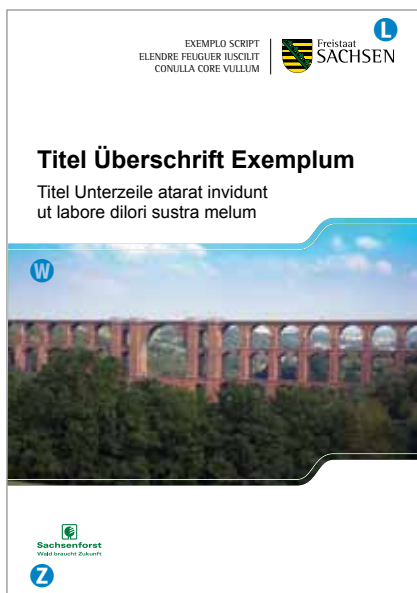 L
EXEMPLO SCRIPT
ELENDRE FEUGUER IUSCILIT
CONULLA CORE VULLUM
Freistaat
SACHSEN
Titel Überschrift Exemplum
Titel Unterzeile atarat invidunt
ut labore dilori sustra melum
W
Sachsenforst
Wald braucht Zukunft
Z